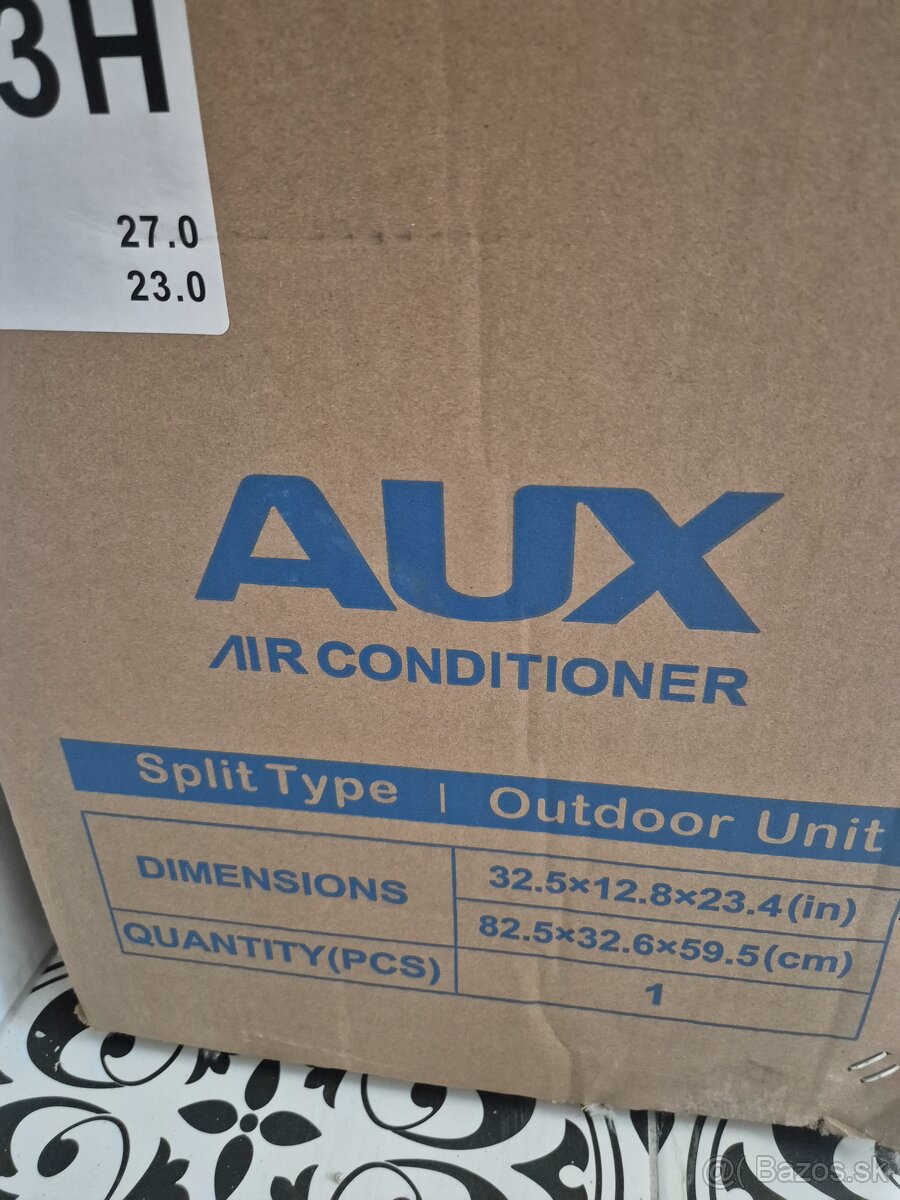 3H
27.0
23.0
AUX
AIR CONDITIONER
Split Type | Outdoor Unit
DIMENSIONS
32.5×12.8×23.4(in)
82.5×32.6×59.5(cm)
QUANTITY(PCS)
1
@ Bazos.sk